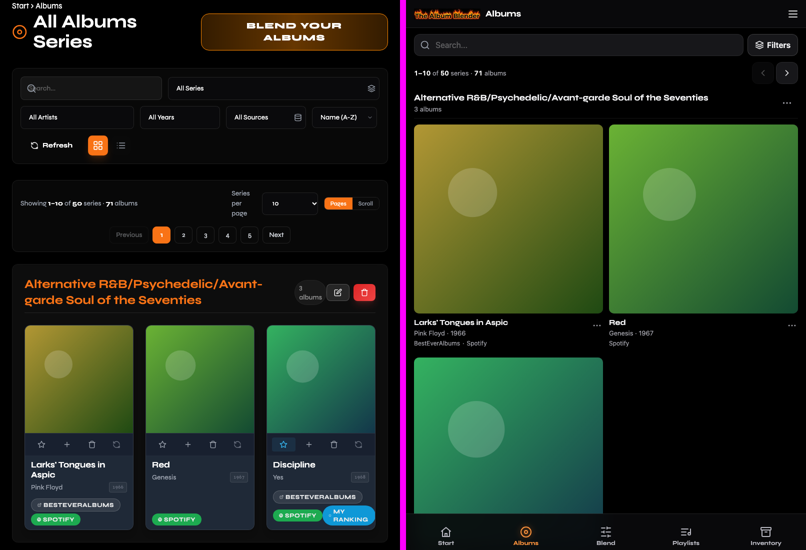 Start › Albums
All Albums
Series
BLEND YOUR
ALBUMS
Search...
All Series
All Artists
All Years
All Sources
Name (A-Z)
Refresh
Showing 1–10 of 50 series · 71 albums
Series
per
page
10
Pages
Scroll
Previous
1
2
3
4
5
Next
Alternative R&B/Psychedelic/Avant-
garde Soul of the Seventies
3
albums
Larks' Tongues in
Aspic
Pink Floyd
1966
BESTEVERALBUMS
SPOTIFY
Red
Genesis
1967
SPOTIFY
Discipline
Yes
1968
BESTEVERALBUMS
SPOTIFY
MY
RANKING
The Album Blender
Albums
Search...
Filters
1–10 of 50 series · 71 albums
Alternative R&B/Psychedelic/Avant-garde Soul of the Seventies
3 albums
Larks' Tongues in Aspic
Pink Floyd · 1966
BestEverAlbums · Spotify
Red
Genesis · 1967
Spotify
Start
Albums
Blend
Playlists
Inventory